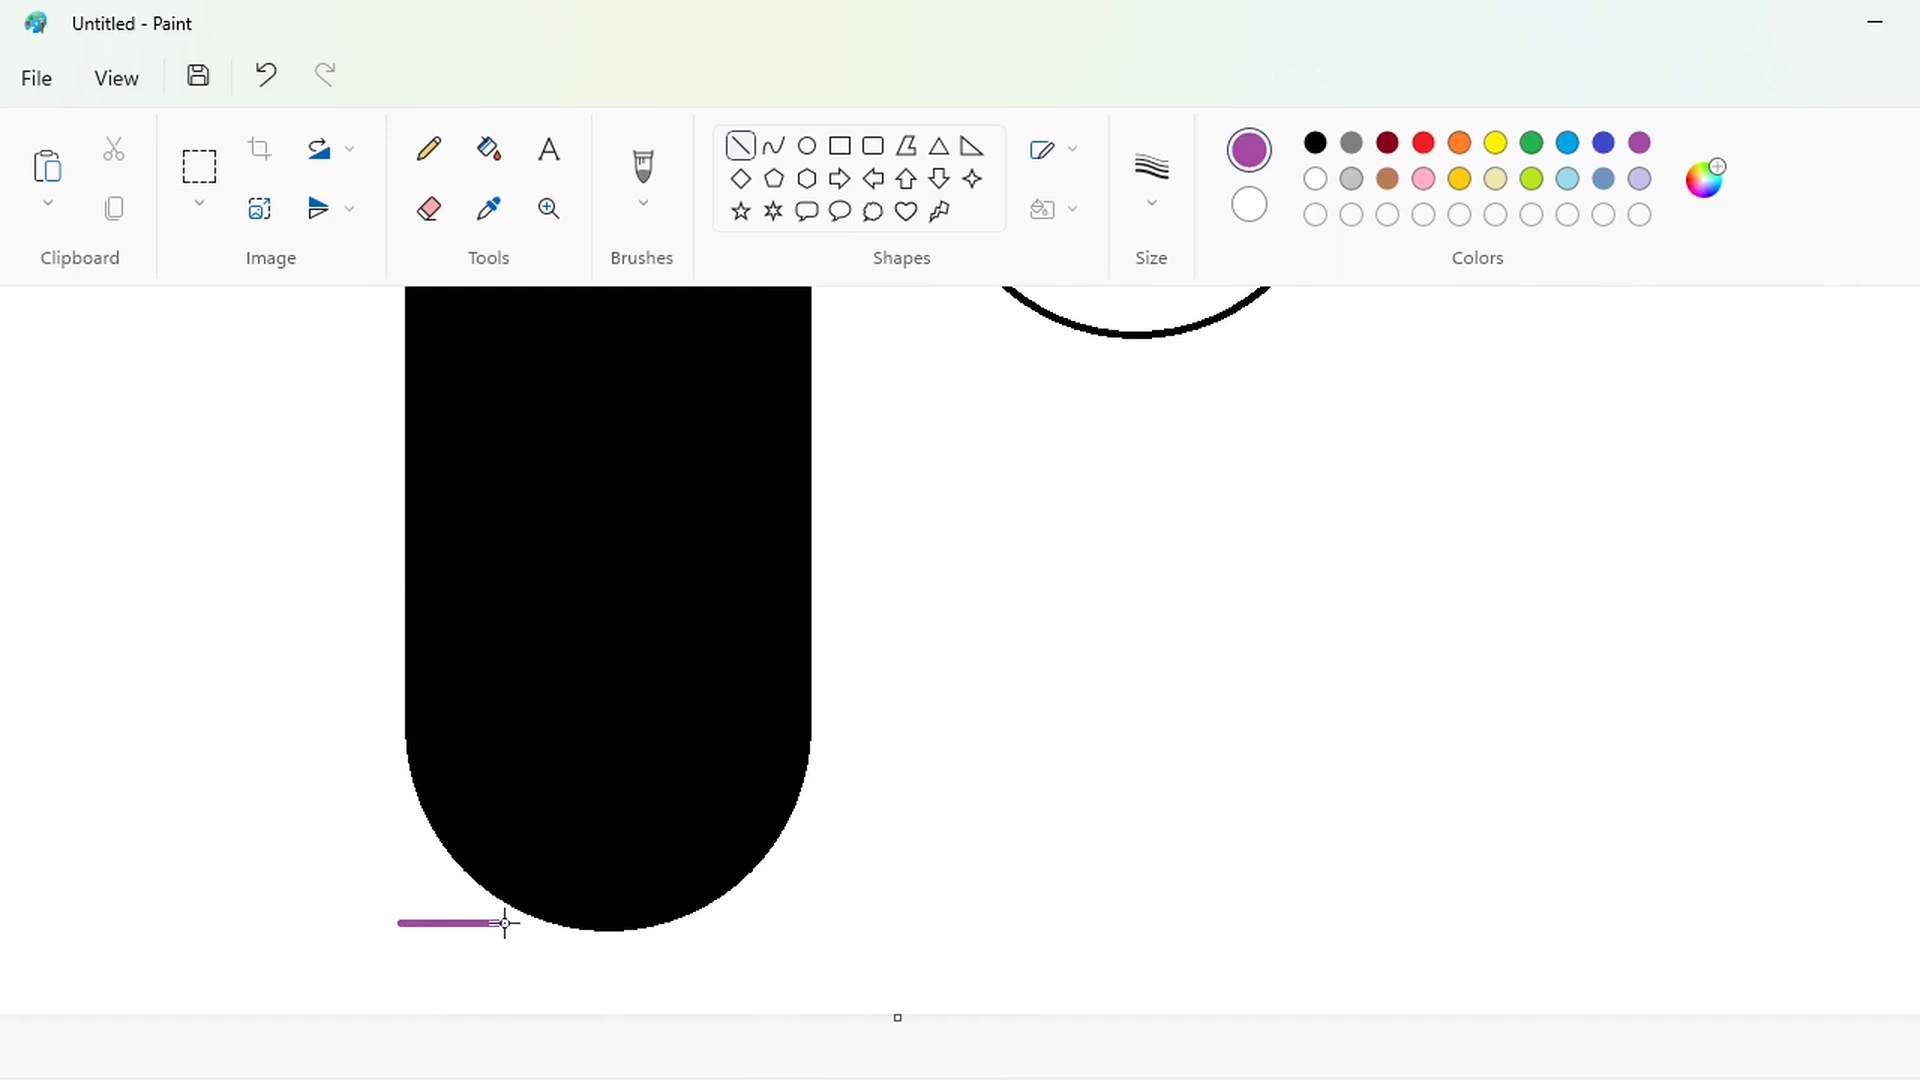 Untitled - Paint
File View
Clipboard Image Tools Brushes Shapes Size Colors